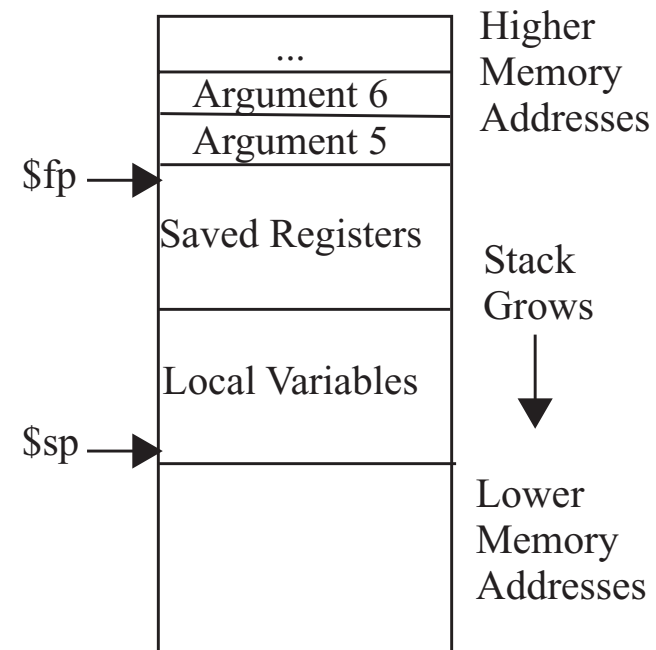 Higher
Memory
Addresses
...
Argument 6
Argument 5
$fp
Saved Registers
Stack
Grows
Local Variables
$sp
Lower
Memory
Addresses